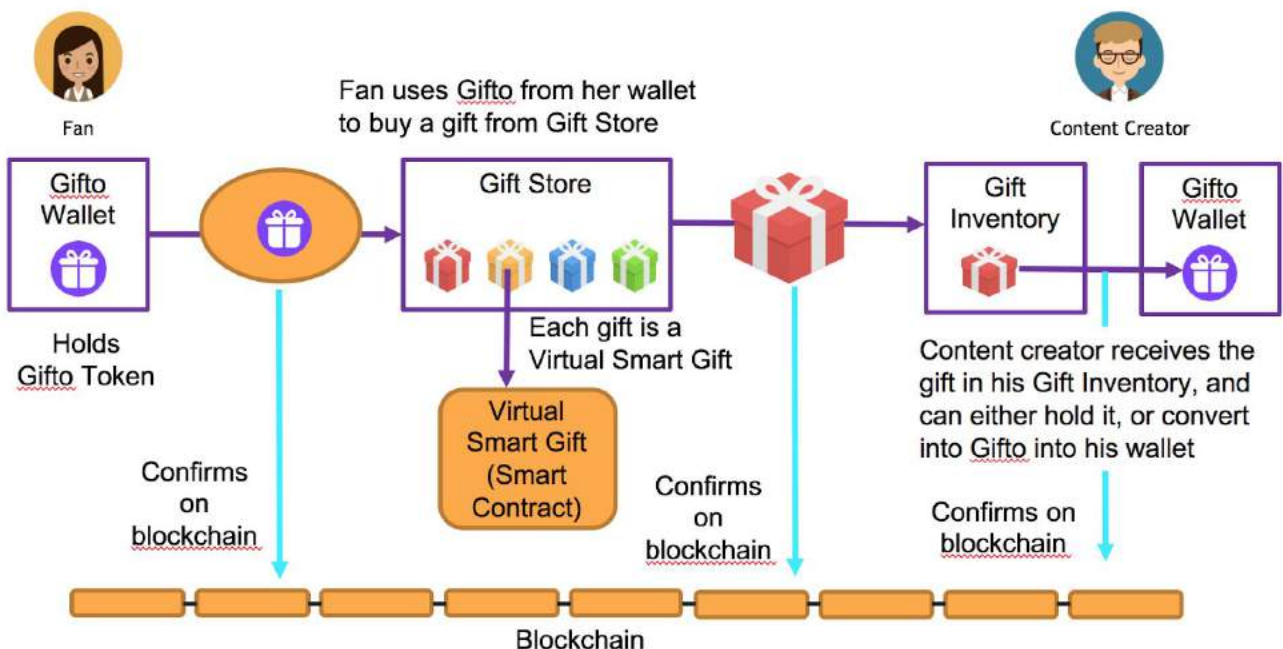 Fan
Content Creator
Fan uses Gifto from her wallet
to buy a gift from Gift Store
Gifto
Wallet
Holds
Gifto Token
Gift Store
Each gift is a
Virtual Smart Gift
Virtual
Smart Gift
(Smart
Contract)
Gift
Inventory
Gifto
Wallet
Content creator receives the
gift in his Gift Inventory, and
can either hold it, or convert
into Gifto into his wallet
Confirms
on
blockchain
Confirms
on
blockchain
Confirms on
blockchain
Blockchain